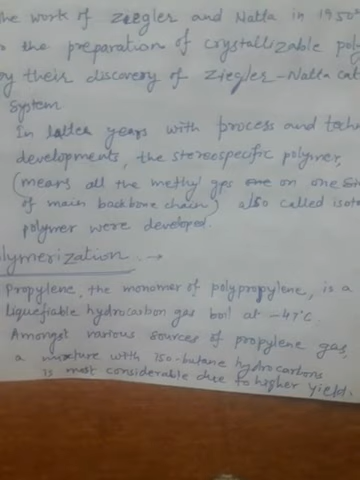 the work of Ziegler and Natta in 1950's
the preparation of crystallizable poly
by their discovery of Ziegler-Natta cat
System
In latter years with process and tech
developments, the stereospecific polymer,
(means all the methyl gps on one Si
of main backbone chain) also called isot
polymer were developed.
olymerization. →
Propylene, the monomer of polypropylene, is a
liquefiable hydrocarbon gas boil at -47°C.
Amongst various sources of propylene gas,
a mixture with iso-butane hydrocarbons
is most considerable due to higher yield.